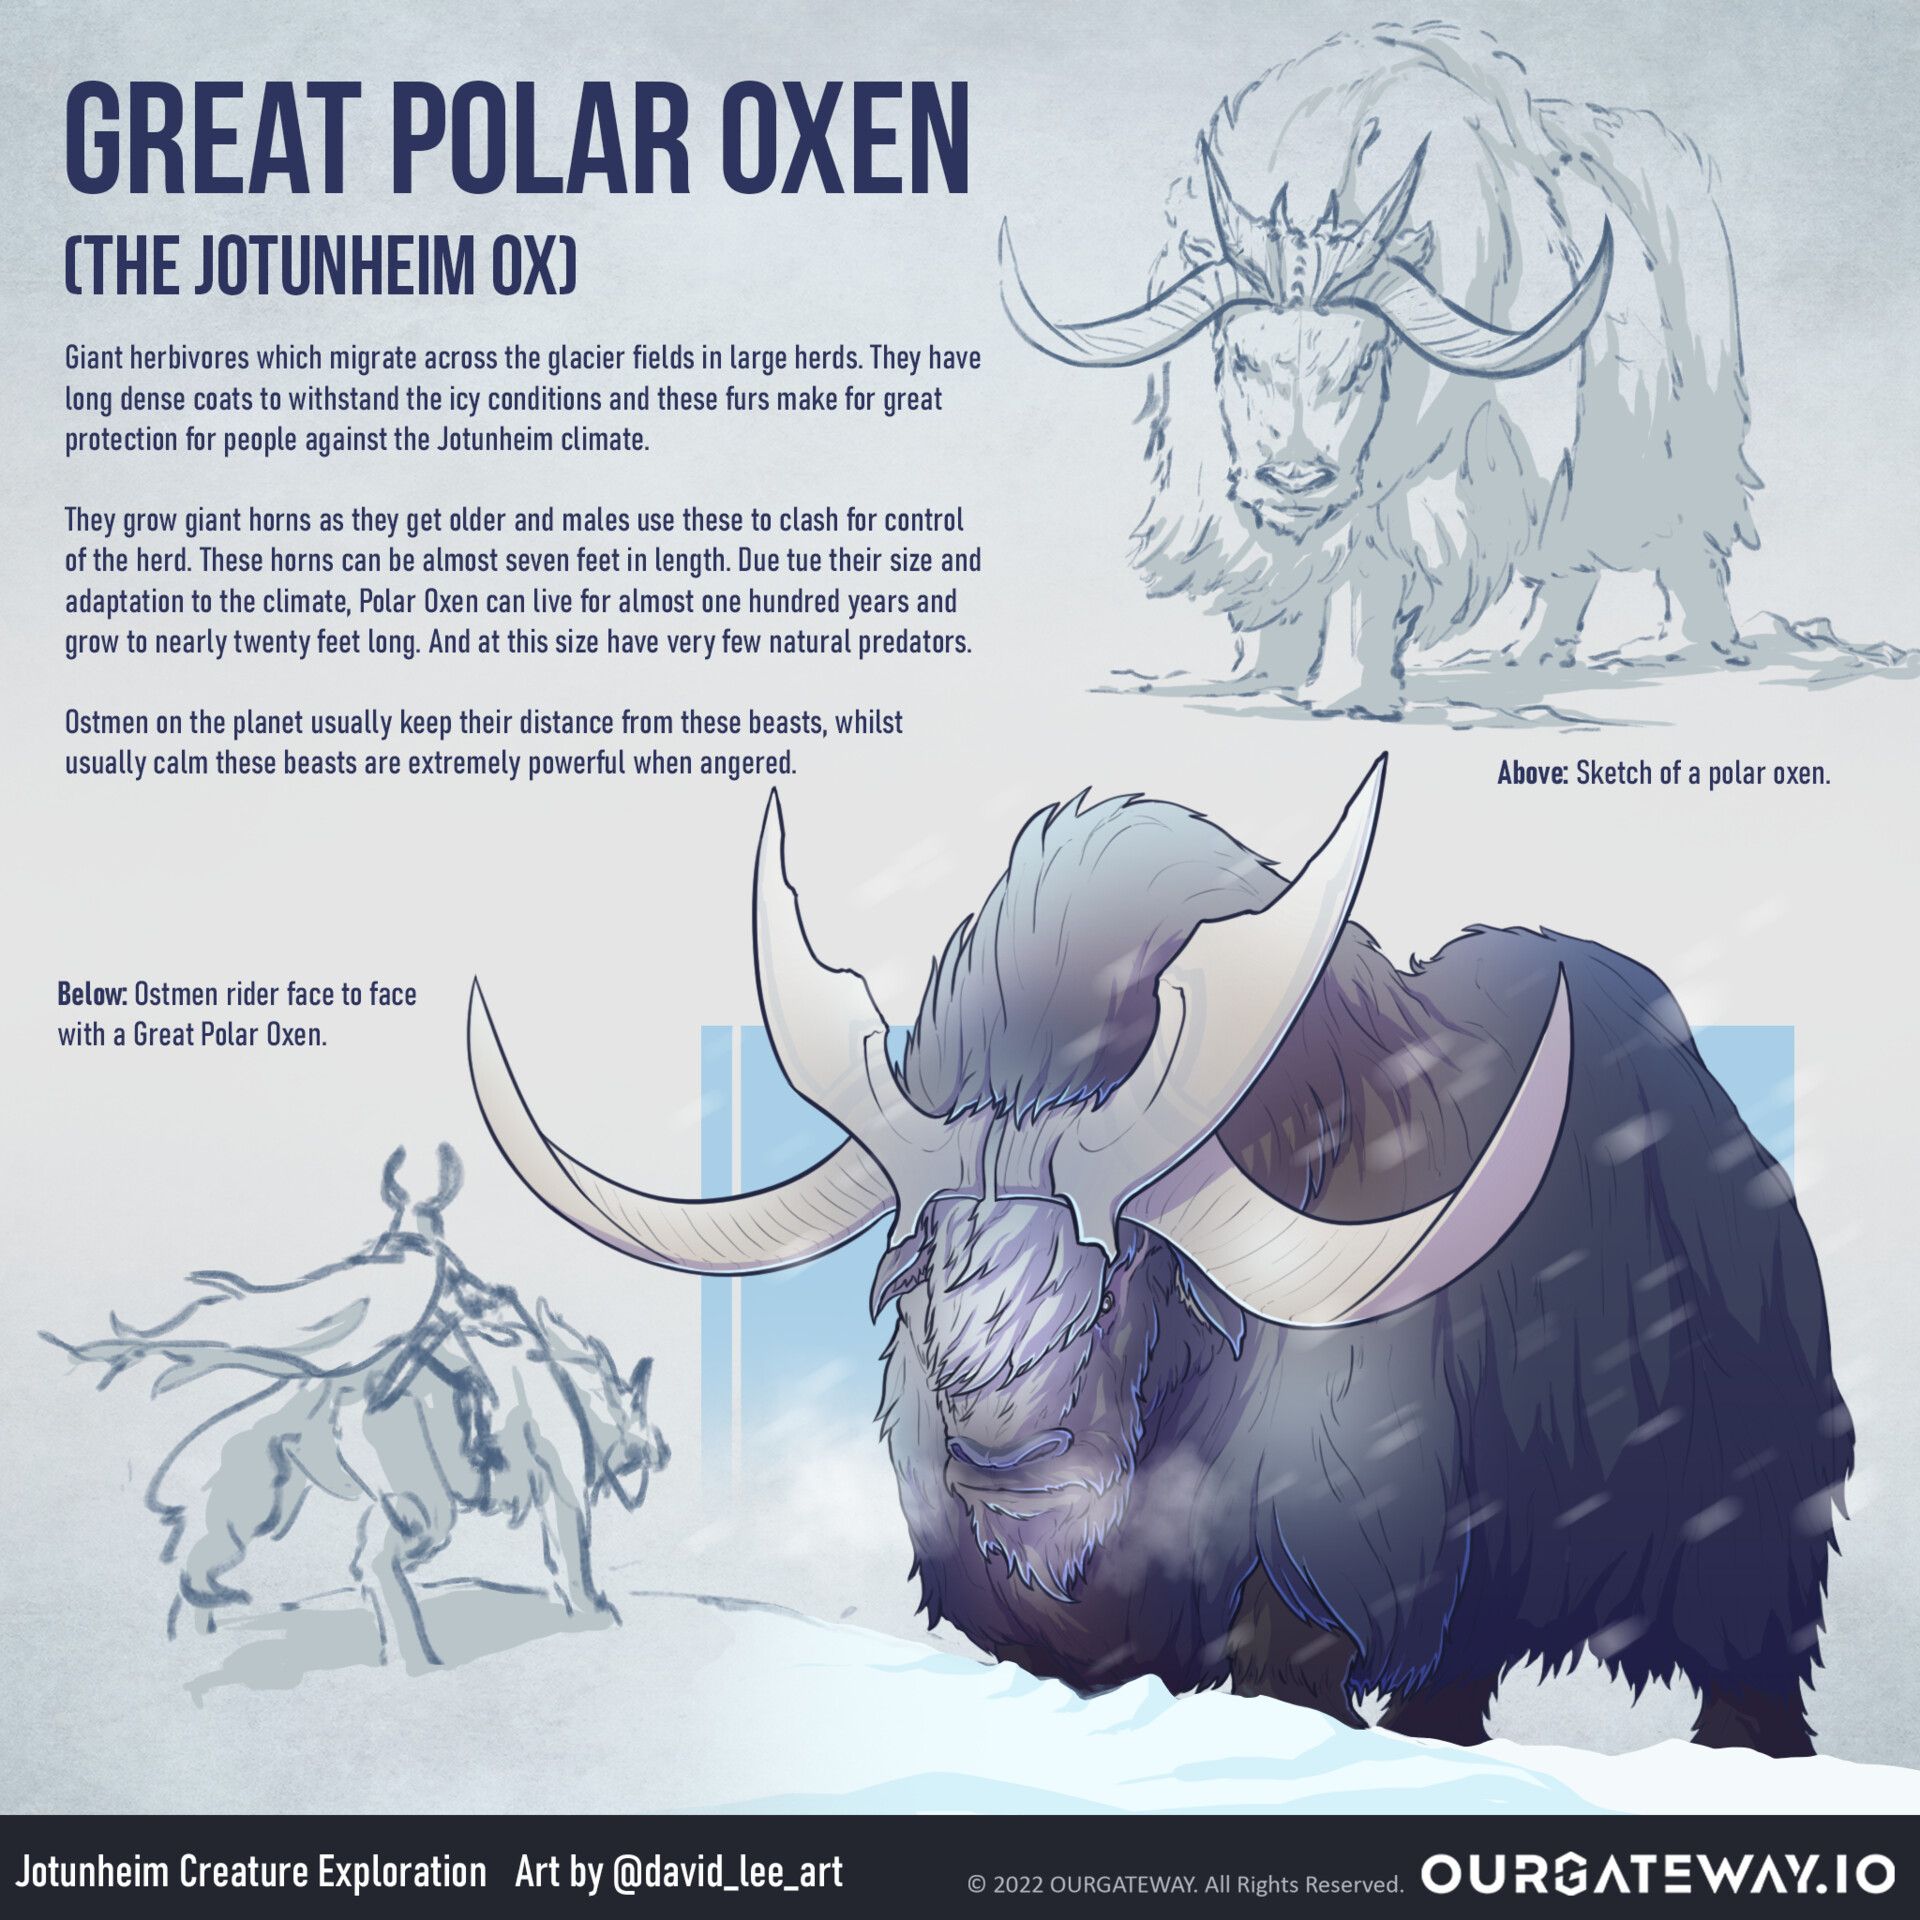 GREAT POLAR OXEN
(THE JOTUNHEIM OX)
Giant herbivores which migrate across the glacier fields in large herds. They have
long dense coats to withstand the icy conditions and these furs make for great
protection for people against the Jotunheim climate.
They grow giant horns as they get older and males use these to clash for control
of the herd. These horns can be almost seven feet in length. Due tue their size and
adaptation to the climate, Polar Oxen can live for almost one hundred years and
grow to nearly twenty feet long. And at this size have very few natural predators.
Ostmen on the planet usually keep their distance from these beasts, whilst
usually calm these beasts are extremely powerful when angered.
Above: Sketch of a polar oxen.
Below: Ostmen rider face to face
with a Great Polar Oxen.
Jotunheim Creature Exploration Art by @david_lee_art
© 2022 OURGATEWAY. All Rights Reserved.
OURGATEWAY.IO